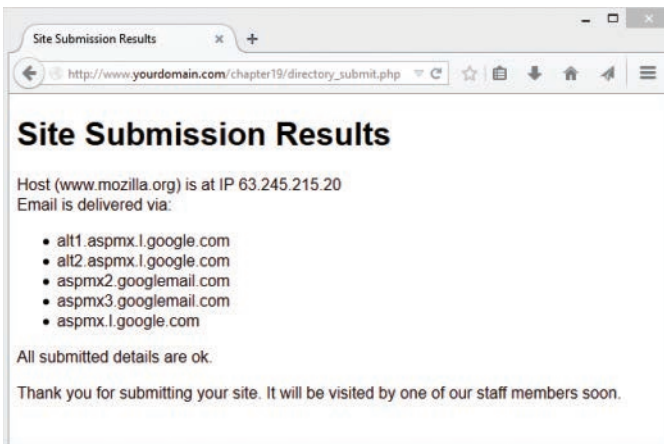 Site Submission Results
http://www.yourdomain.com/chapter19/directory_submit.php
Site Submission Results
Host (www.mozilla.org) is at IP 63.245.215.20
Email is delivered via:
• alt1.aspmx.l.google.com
• alt2.aspmx.l.google.com
• aspmx2.googlemail.com
• aspmx3.googlemail.com
• aspmx.l.google.com
All submitted details are ok.
Thank you for submitting your site. It will be visited by one of our staff members soon.